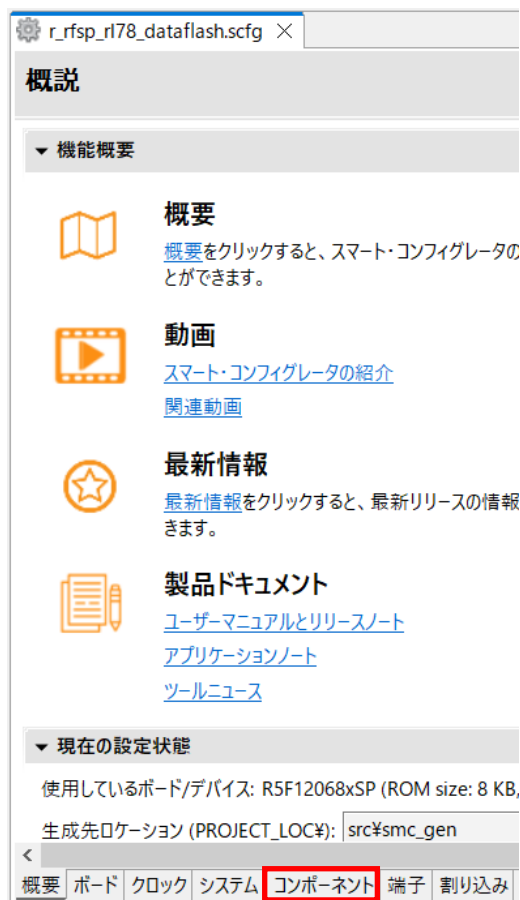 r_rfsp_rl78_dataflash.scfg
概説
機能概要
概要
概要をクリックすると、スマート・コンフィグレータの
とができます。
動画
スマート・コンフィグレータの紹介
関連動画
最新情報
最新情報をクリックすると、最新リリースの情報
きます。
製品ドキュメント
ユーザーマニュアルとリリースノート
アプリケーションノート
ツールニュース
現在の設定状態
使用しているボード/デバイス: R5F12068xSP (ROM size: 8 KB,
生成先ロケーション (PROJECT_LOC¥): src¥smc_gen
概要 ボード クロック システム コンポーネント 端子 割り込み